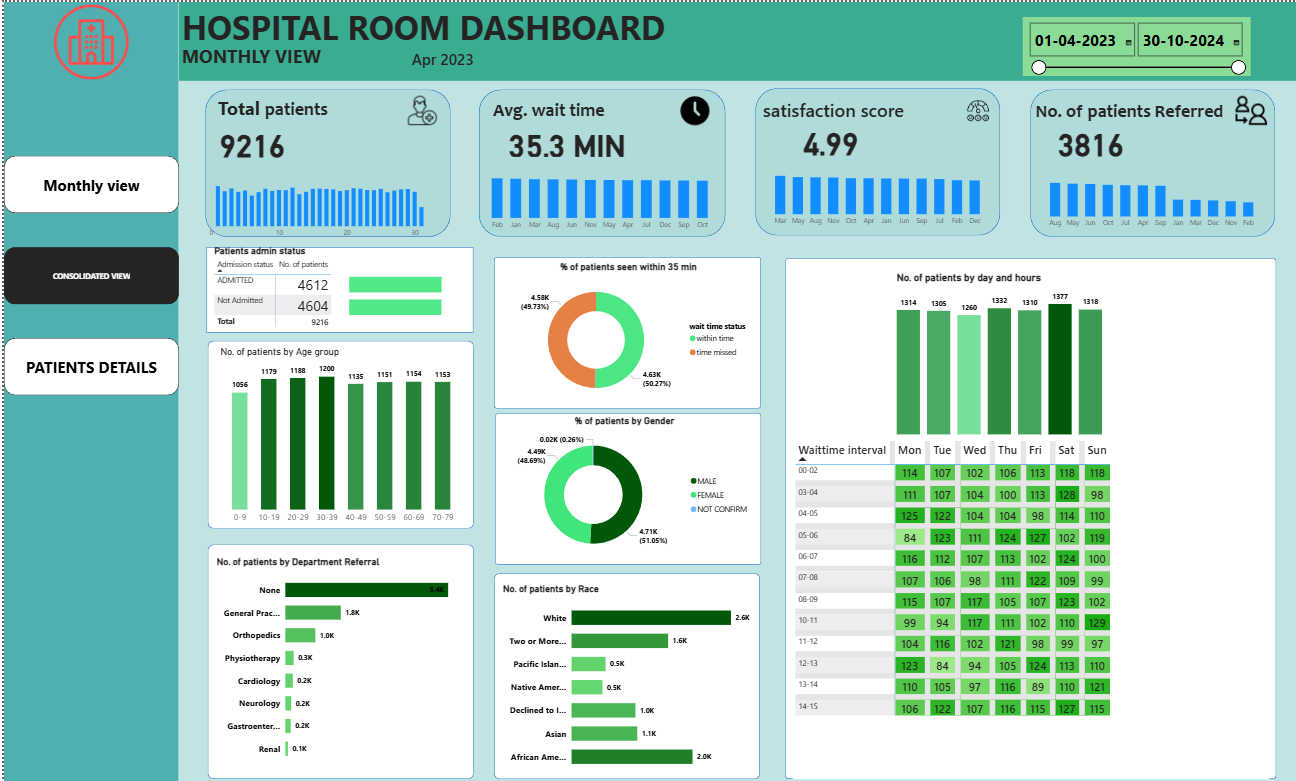 HOSPITAL ROOM DASHBOARD
MONTHLY VIEW
Apr 2023
01-04-2023 30-10-2024
Monthly view
CONSOLIDATED VIEW
PATIENTS DETAILS
Total patients
9216
0 10 20 30
Avg. wait time
35.3 MIN
Feb Jan Mar Aug Jun Nov May Apr Jul Dec Sep Oct
satisfaction score
4.99
Mar May Aug Nov Oct Apr Jan Jun Sep Jul Feb Dec
No. of patients Referred
3816
Aug May Jun Oct Jul Apr Sep Jan Mar Dec Nov Feb
Patients admin status
Admission status No. of patients
ADMITTED 4612
Not Admitted 4604
Total 9216
No. of patients by Age group
1056 1179 1188 1200 1135 1151 1154 1153
0-9 10-19 20-29 30-39 40-49 50-59 60-69 70-79
No. of patients by Department Referral
None 5.4K
General Prac... 1.8K
Orthopedics 1.0K
Physiotherapy 0.3K
Cardiology 0.2K
Neurology 0.2K
Gastroenter... 0.2K
Renal 0.1K
% of patients seen within 35 min
4.58K
(49.73%)
4.63K
(50.27%)
wait time status
within time
time missed
% of patients by Gender
0.02K (0.26%)
4.49K
(48.69%)
4.71K
(51.05%)
MALE
FEMALE
NOT CONFIRM
No. of patients by Race
White 2.6K
Two or More... 1.6K
Pacific Islan... 0.5K
Native Amer... 0.5K
Declined to I... 1.0K
Asian 1.1K
African Ame... 2.0K
No. of patients by day and hours
1314 1305 1260 1332 1310 1377 1318
Waittime interval Mon Tue Wed Thu Fri Sat Sun
00-02 114 107 102 106 113 118 118
03-04 111 107 104 100 113 128 98
04-05 125 122 104 104 98 114 110
05-06 84 123 111 124 127 102 119
06-07 116 112 107 113 102 124 100
07-08 107 106 98 111 122 109 99
08-09 115 107 117 105 107 123 102
10-11 99 94 117 111 102 110 129
11-12 104 116 102 121 98 99 97
12-13 123 84 94 105 124 113 110
13-14 110 105 97 116 89 110 121
14-15 106 122 107 116 115 127 115